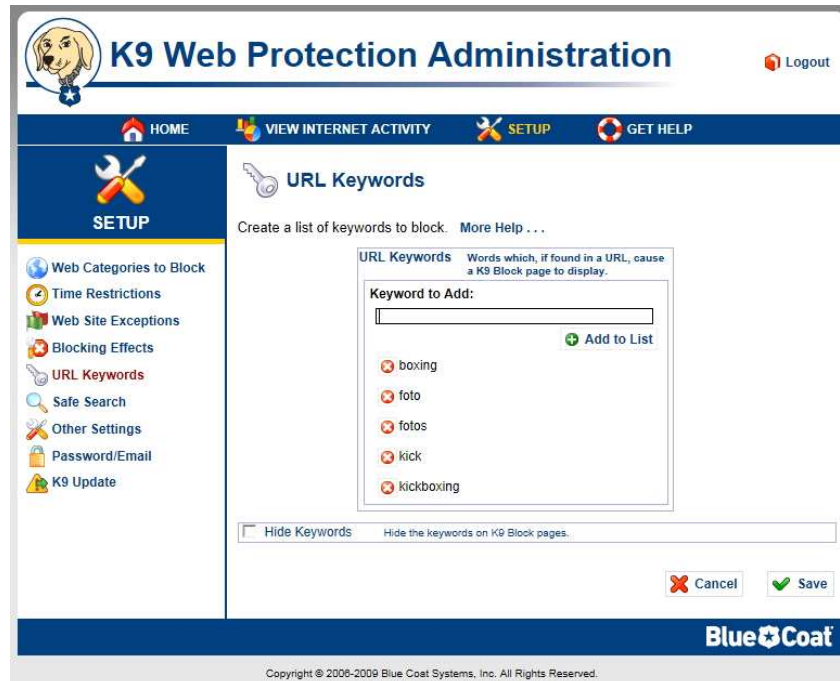 K9 Web Protection Administration
Logout
HOME
VIEW INTERNET ACTIVITY
SETUP
GET HELP
SETUP
Web Categories to Block
Time Restrictions
Web Site Exceptions
Blocking Effects
URL Keywords
Safe Search
Other Settings
Password/Email
K9 Update
URL Keywords
Create a list of keywords to block. More Help . . .
URL Keywords
Words which, if found in a URL, cause
a K9 Block page to display.
Keyword to Add:
Add to List
boxing
foto
fotos
kick
kickboxing
Hide Keywords
Hide the keywords on K9 Block pages.
Cancel
Save
Blue Coat
Copyright © 2006-2009 Blue Coat Systems, Inc. All Rights Reserved.